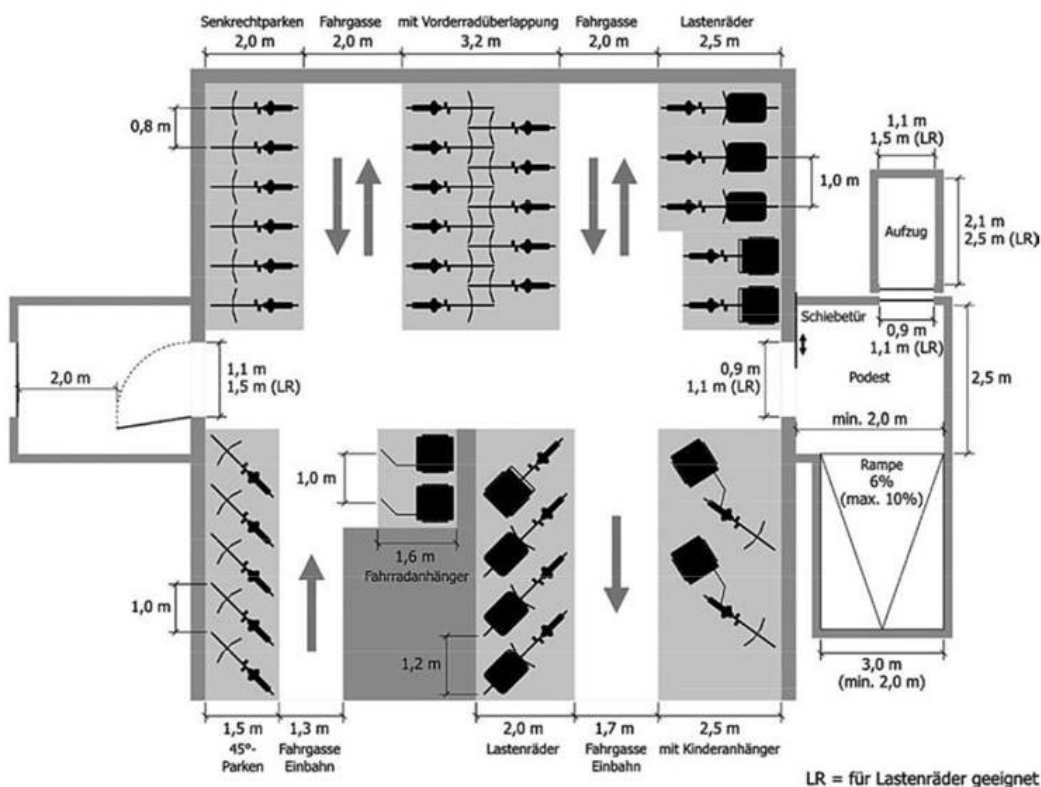 Senkrechtparken
2,0 m
Fahrgasse
2,0 m
mit Vorderradüberlappung
3,2 m
Fahrgasse
2,0 m
Lastenräder
2,5 m
0,8 m
1,0 m
1,1 m
1,5 m (LR)
Aufzug
2,1 m
2,5 m (LR)
Schiebetür
0,9 m
1,1 m (LR)
2,0 m
1,1 m
1,5 m (LR)
0,9 m
1,1 m (LR)
Podest
2,5 m
min. 2,0 m
1,0 m
Rampe
6%
(max. 10%)
1,6 m
Fahrradanhänger
1,0 m
1,2 m
3,0 m
(min. 2,0 m)
1,5 m
45°-
Parken
1,3 m
Fahrgasse
Einbahn
2,0 m
Lastenräder
1,7 m
Fahrgasse
Einbahn
2,5 m
mit Kinderanhänger
LR = für Lastenräder geeignet